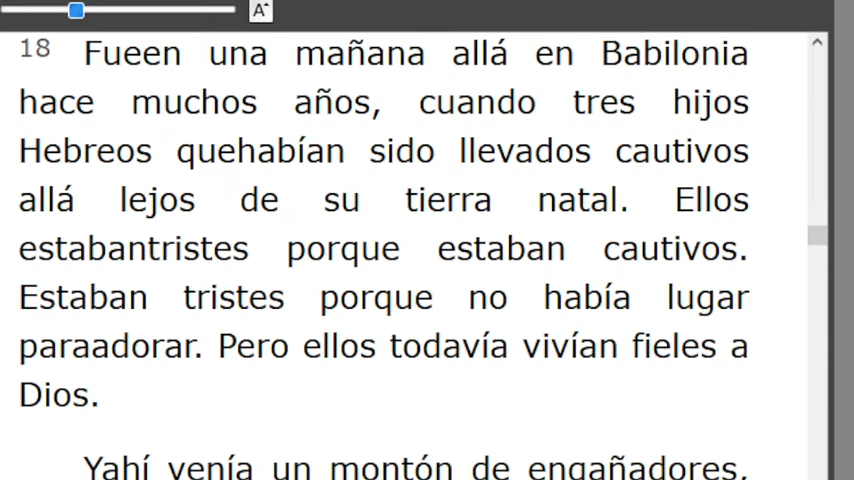 A^
18 Fueen una mañana allá en Babilonia
hace muchos años, cuando tres hijos
Hebreos quehabían sido llevados cautivos
allá lejos de su tierra natal. Ellos
estabantristes porque estaban cautivos.
Estaban tristes porque no había lugar
paraadorar. Pero ellos todavía vivían fieles a
Dios.
Yahí venía un montón de engañadores,